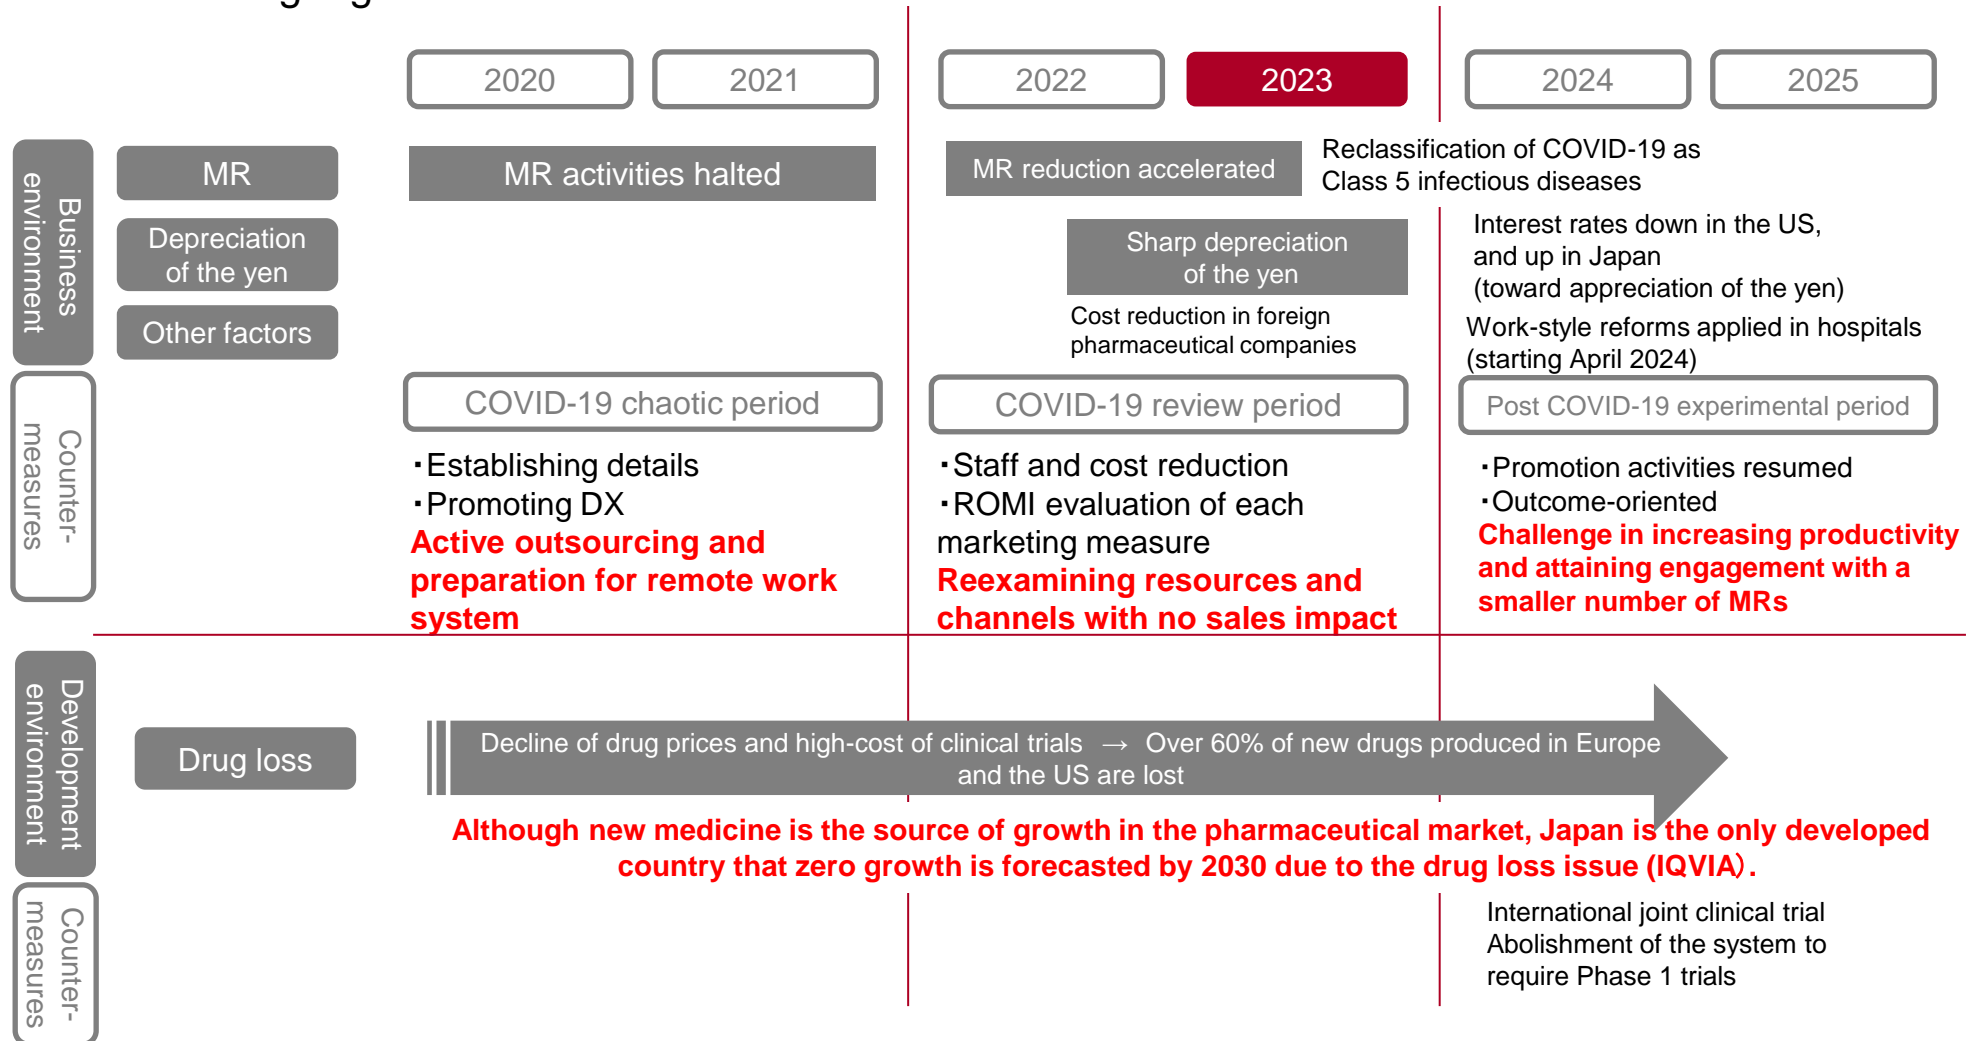 2020
2021
2022
2023
2024
2025
Business
environment
MR
MR activities halted
MR reduction accelerated
Reclassification of COVID-19 as
Class 5 infectious diseases
Depreciation
of the yen
Sharp depreciation
of the yen
Interest rates down in the US,
and up in Japan
(toward appreciation of the yen)
Other factors
Cost reduction in foreign
pharmaceutical companies
Work-style reforms applied in hospitals
(starting April 2024)
Counter-
measures
COVID-19 chaotic period
・Establishing details
・Promoting DX
Active outsourcing and
preparation for remote work
system
COVID-19 review period
・Staff and cost reduction
・ROMI evaluation of each
marketing measure
Reexamining resources and
channels with no sales impact
Post COVID-19 experimental period
・Promotion activities resumed
・Outcome-oriented
Challenge in increasing productivity
and attaining engagement with a
smaller number of MRs
Development
environment
Drug loss
Decline of drug prices and high-cost of clinical trials → Over 60% of new drugs produced in Europe
and the US are lost
Although new medicine is the source of growth in the pharmaceutical market, Japan is the only developed
country that zero growth is forecasted by 2030 due to the drug loss issue (IQVIA）.
Counter-
measures
International joint clinical trial
Abolishment of the system to
require Phase 1 trials